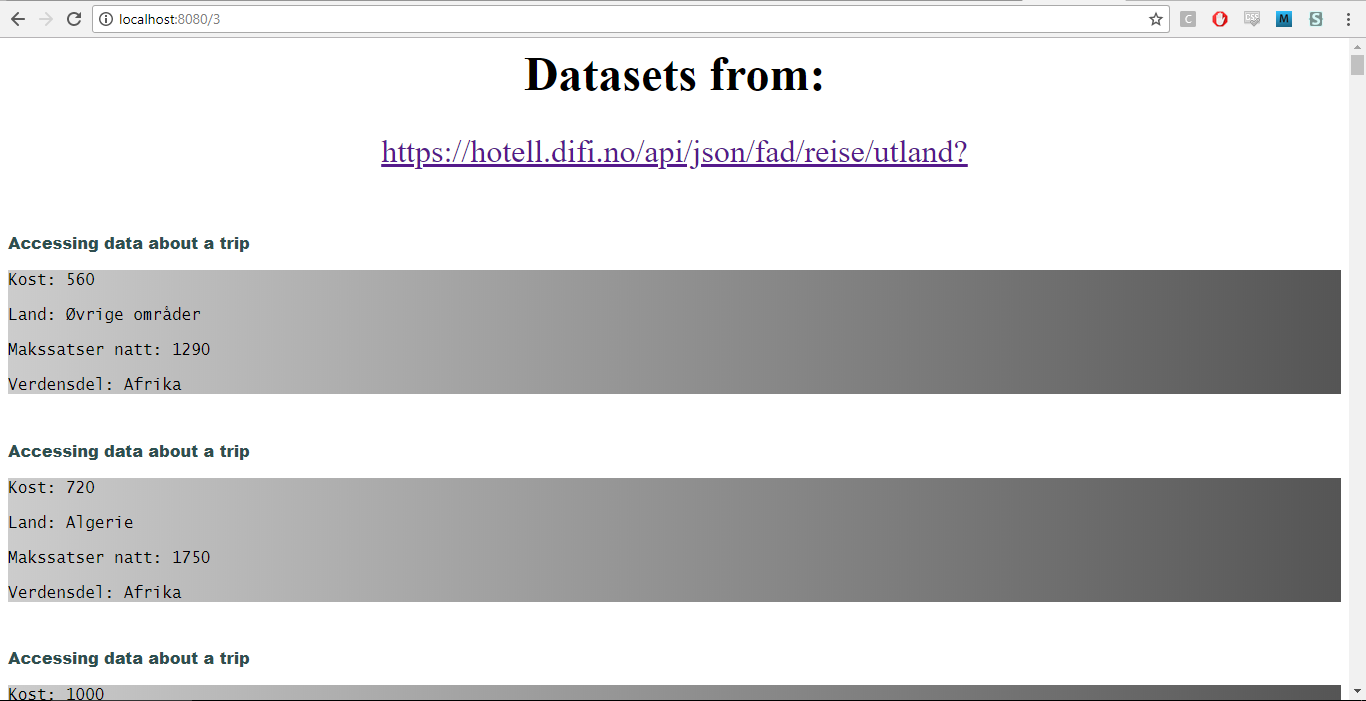 localhost:8080/3
Datasets from:
https://hotell.difi.no/api/json/fad/reise/utland?
Accessing data about a trip
Kost: 560
Land: Øvrige områder
Makssatser natt: 1290
Verdensdel: Afrika
Accessing data about a trip
Kost: 720
Land: Algerie
Makssatser natt: 1750
Verdensdel: Afrika
Accessing data about a trip
Kost: 1000